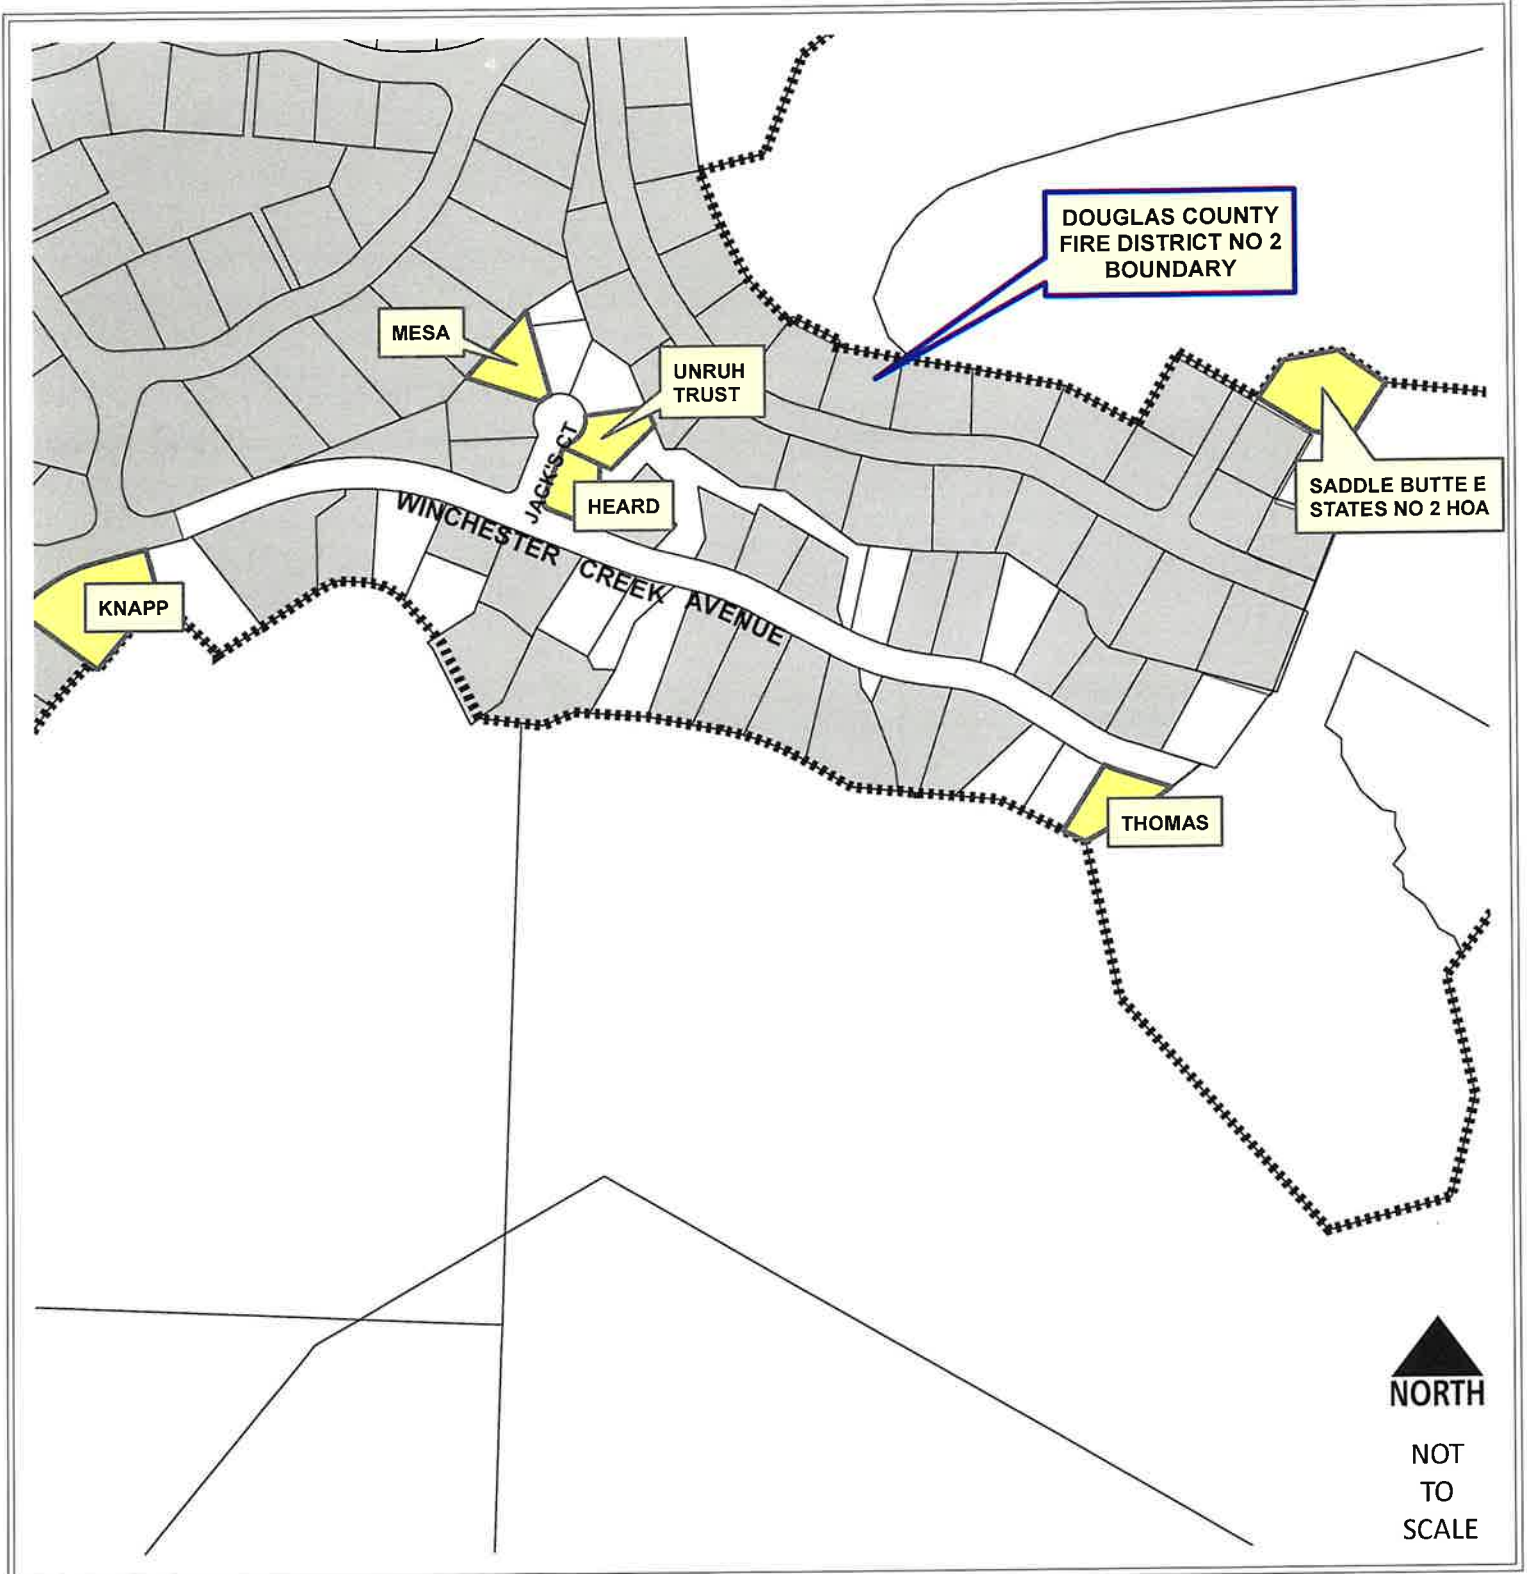 DOUGLAS COUNTY
FIRE DISTRICT NO 2
BOUNDARY
MESA
UNRUH
TRUST
SADDLE BUTTE E
STATES NO 2 HOA
JACK'S CT
HEARD
WINCHESTER CREEK AVENUE
KNAPP
THOMAS
NORTH
NOT
TO
SCALE